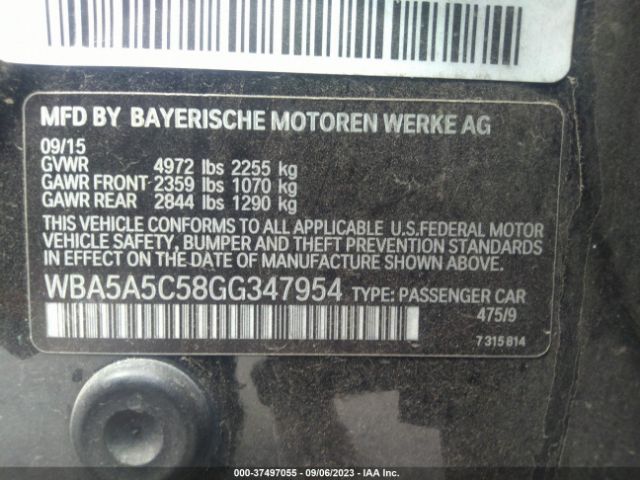 MFD BY BAYERISCHE MOTOREN WERKE AG
09/15
GVWR 4972 lbs 2255 kg
GAWR FRONT 2359 lbs 1070 kg
GAWR REAR 2844 lbs 1290 kg
THIS VEHICLE CONFORMS TO ALL APPLICABLE U.S.FEDERAL MOTOR
VEHICLE SAFETY, BUMPER AND THEFT PREVENTION STANDARDS
IN EFFECT ON THE DATE OF MANUFACTURE SHOWN ABOVE.
WBA5A5C58GG347954 TYPE: PASSENGER CAR
475/9
7 315 814
000-37497055 - 09/06/2023 - IAA Inc.